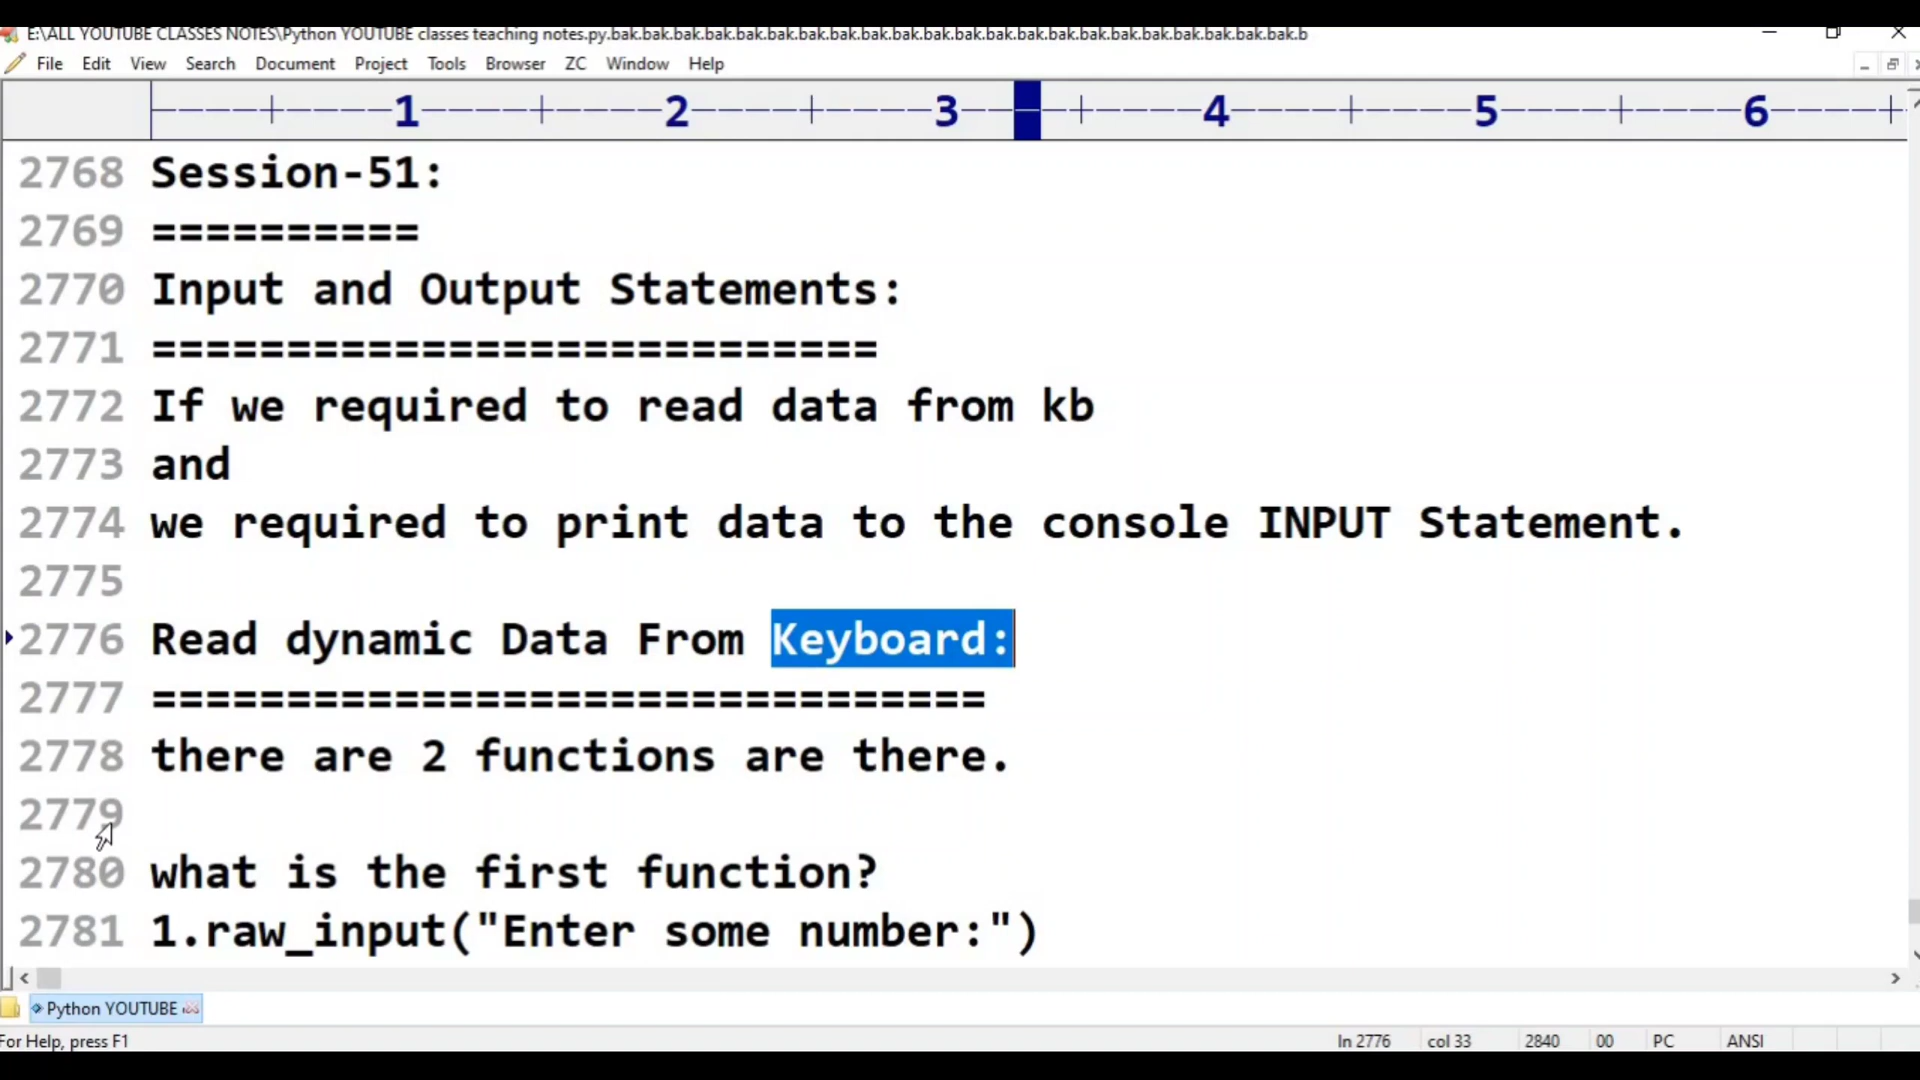 E:\ALL YOUTUBE CLASSES NOTES\Python YOUTUBE classes teaching notes.py.bak.bak.bak.bak.bak.bak.bak.bak.bak.bak.bak.bak.bak.bak.bak.bak.bak.bak.bak.bak.bak.bak.b
File Edit View Search Document Project Tools Browser ZC Window Help
1 2 3 4 5 6
2768 Session-51:
2769 ==========
2770 Input and Output Statements:
2771 ===========================
2772 If we required to read data from kb
2773 and
2774 we required to print data to the console INPUT Statement.
2775
2776 Read dynamic Data From Keyboard:
2777 ===============================
2778 there are 2 functions are there.
2779
2780 what is the first function?
2781 1.raw_input("Enter some number:")
Python YOUTUBE
For Help, press F1 ln 2776 col 33 2840 00 PC ANSI